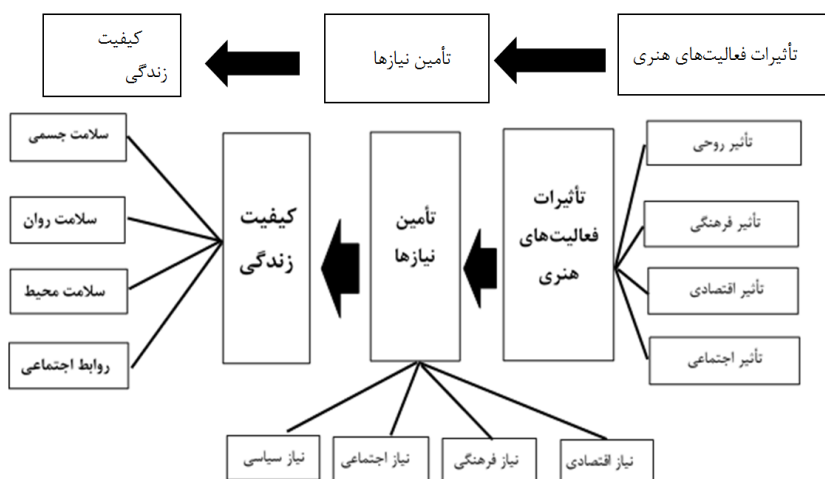 تأثیرات فعالیت‌های هنری
تأمین نیازها
کیفیت
زندگی
تأثیر روحی
تأثیر فرهنگی
تأثیر اقتصادی
تأثیر اجتماعی
تأثیرات
فعالیت‌های
هنری
تأمین
نیازها
کیفیت
زندگی
سلامت جسمی
سلامت روان
سلامت محیط
روابط اجتماعی
نیاز اقتصادی
نیاز فرهنگی
نیاز اجتماعی
نیاز سیاسی